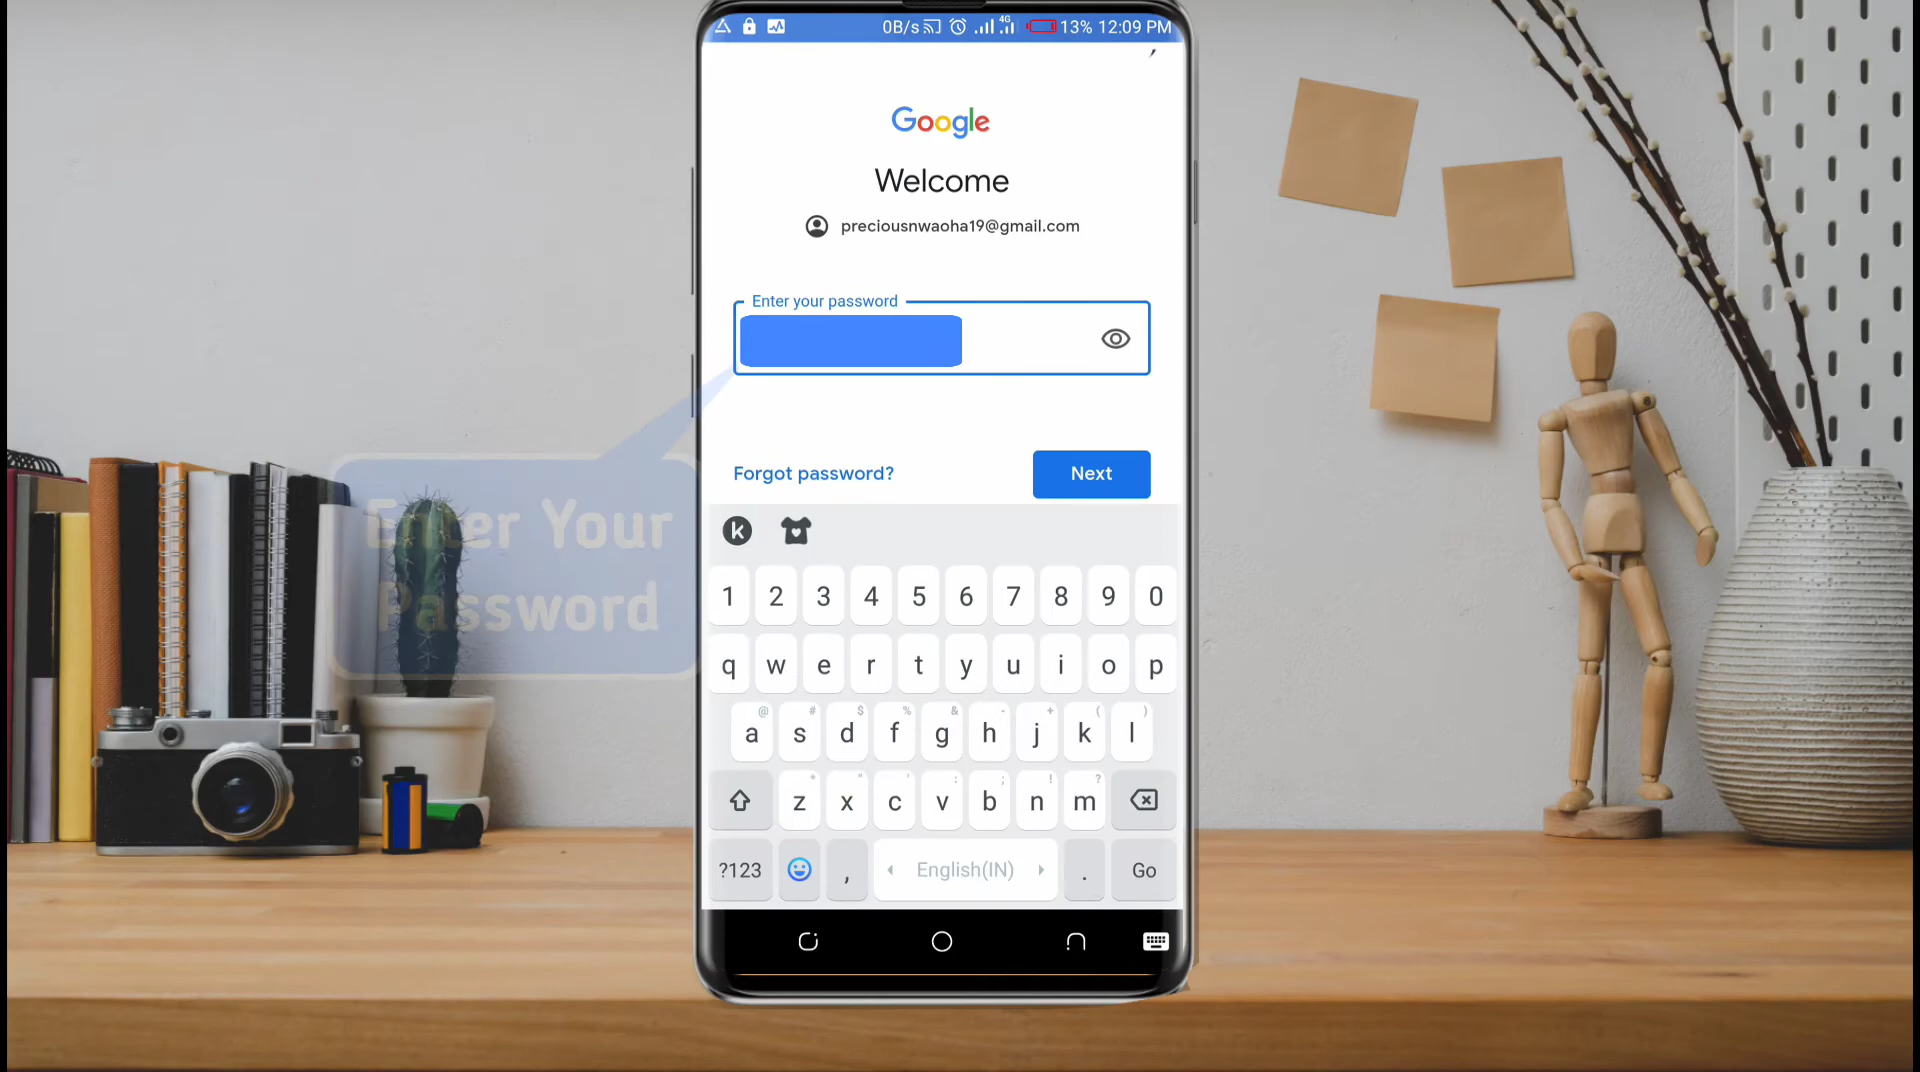 0B/s 4G 13% 12:09 PM
Google
Welcome
preciousnwaoha19@gmail.com
Enter your password
Forgot password?
Next
Enter Your
Password
k
1 2 3 4 5 6 7 8 9 0
q w e r t y u i o p
@ # $ % & - + ( )
a s d f g h j k l
* " ' : ; ! ?
z x c v b n m
?123 , English(IN) . Go